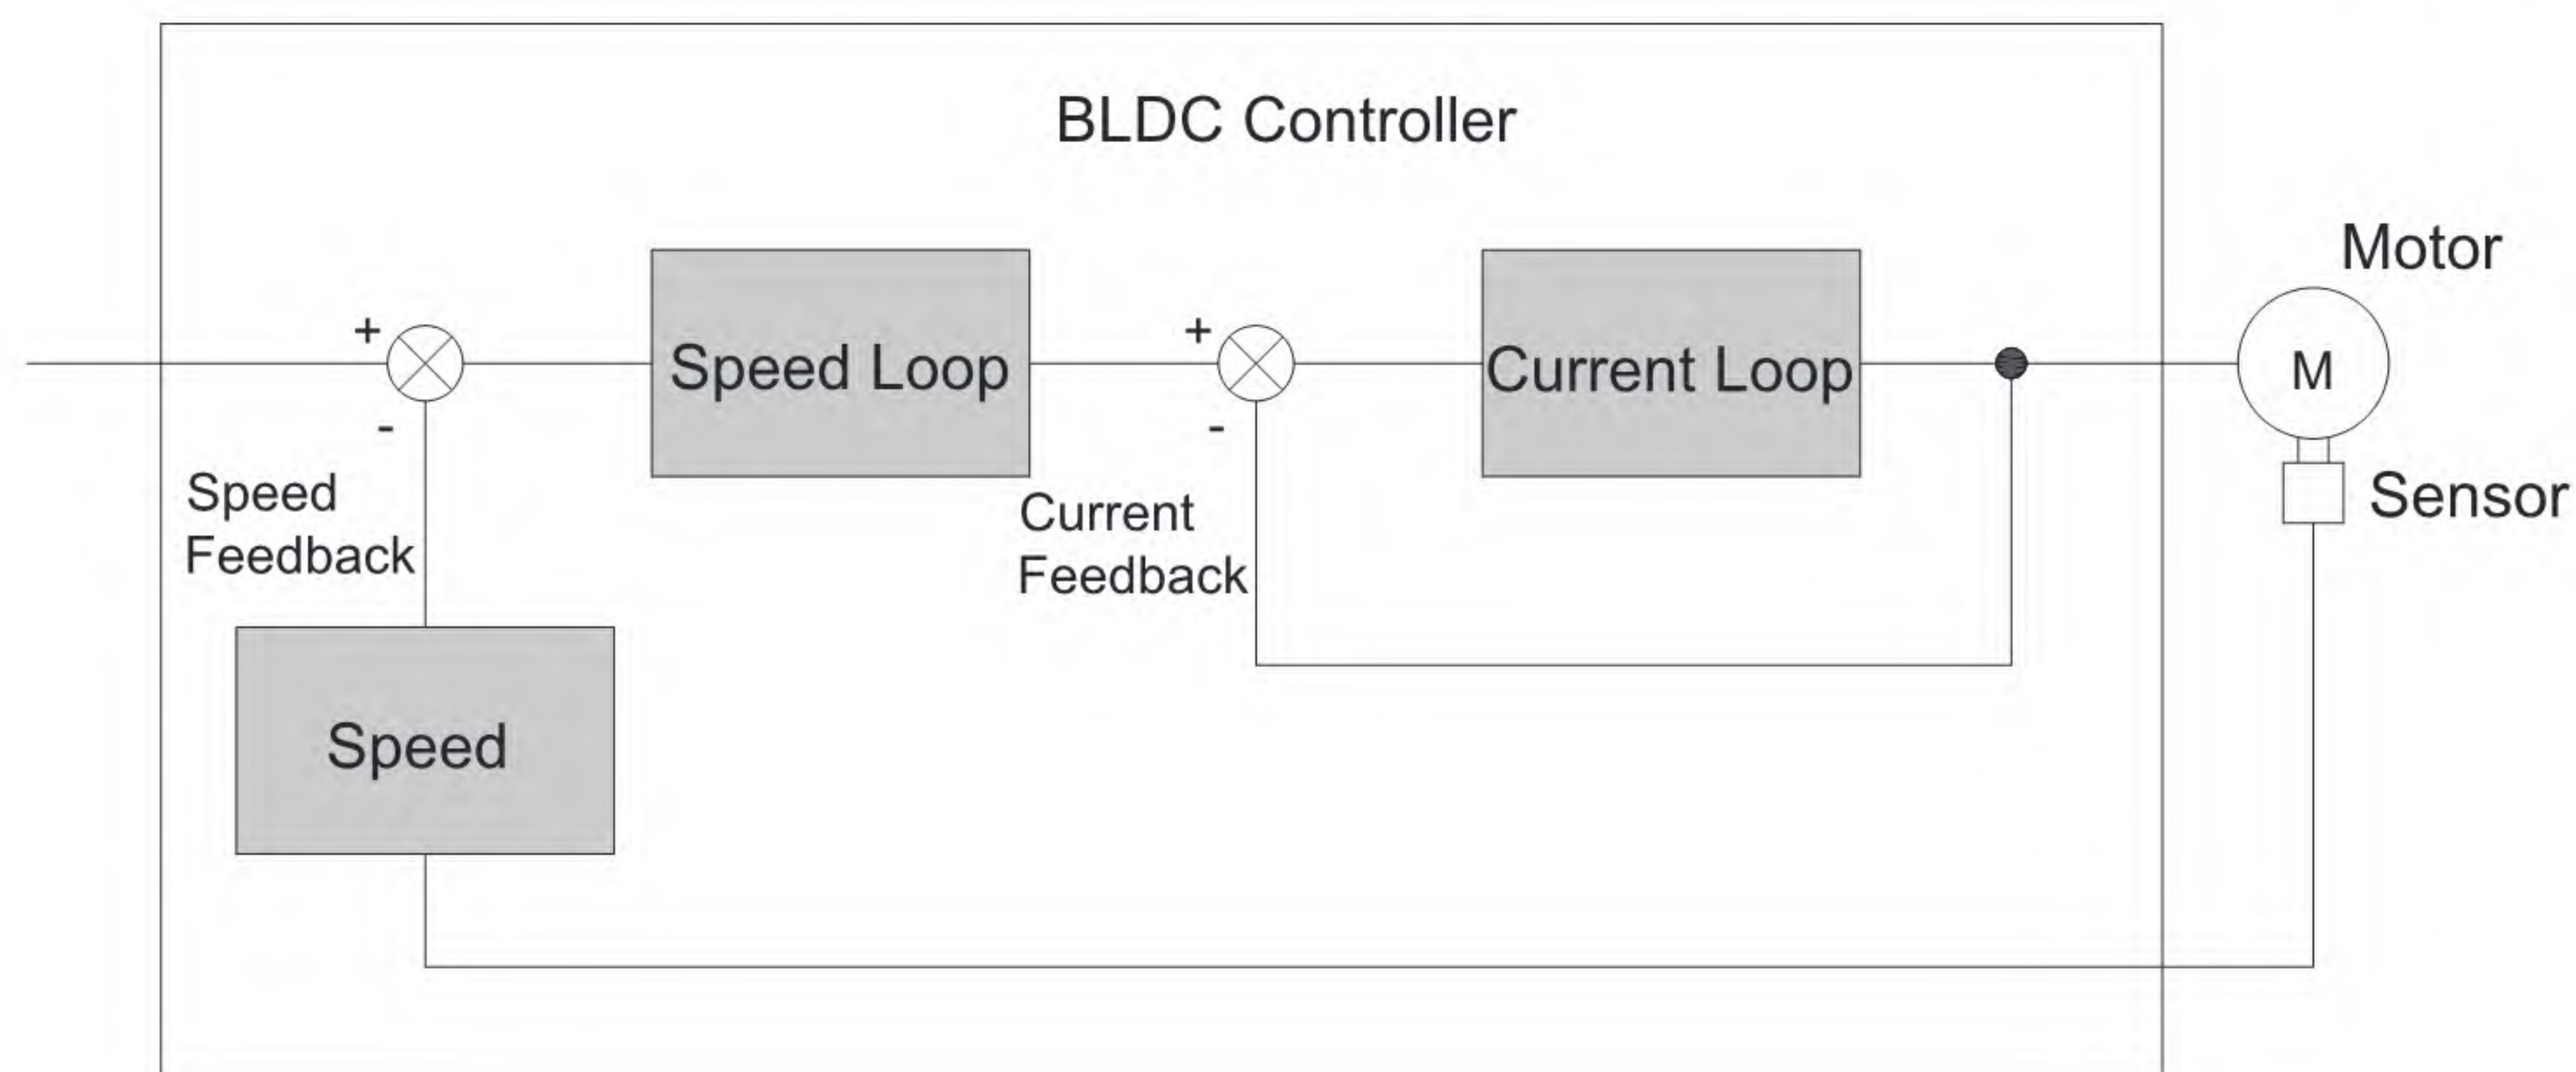 BLDC Controller
Motor
+
+
Speed Loop
Current Loop
M
-
-
Speed
Feedback
Current
Feedback
Sensor
Speed